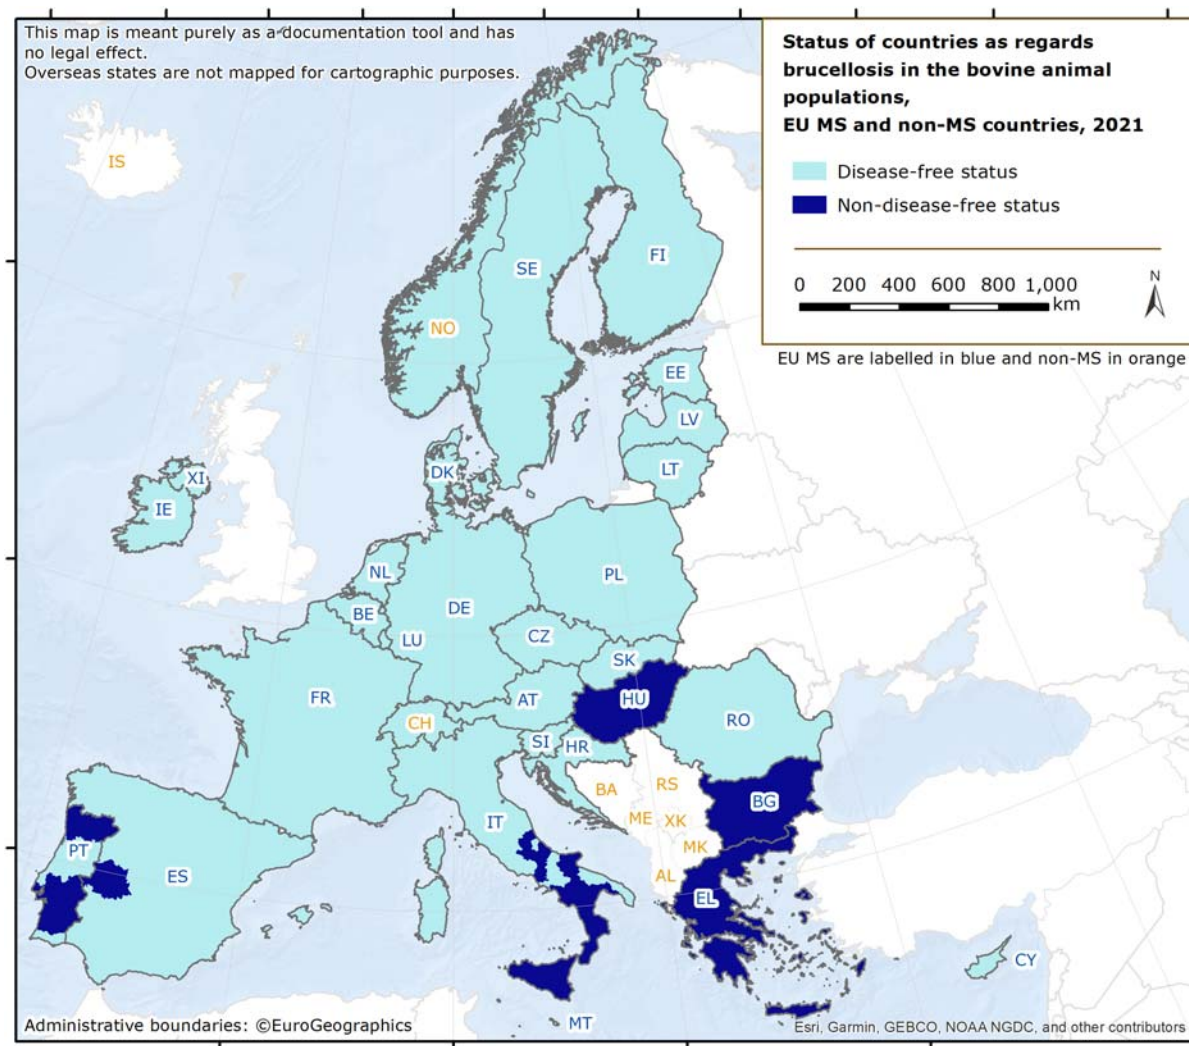 This map is meant purely as a documentation tool and has
no legal effect.
Overseas states are not mapped for cartographic purposes.
Status of countries as regards
brucellosis in the bovine animal
populations,
EU MS and non-MS countries, 2021
Disease-free status
Non-disease-free status
0 200 400 600 800 1,000
km
N
EU MS are labelled in blue and non-MS in orange
IS
FI
SE
NO
EE
LV
LT
DK
XI
IE
NL
PL
DE
BE
CZ
LU
SK
FR
AT
HU
CH
RO
SI
HR
BA
RS
BG
IT
ME
XK
PT
MK
ES
AL
EL
CY
MT
Administrative boundaries: ©EuroGeographics
Esri, Garmin, GEBCO, NOAA NGDC, and other contributors